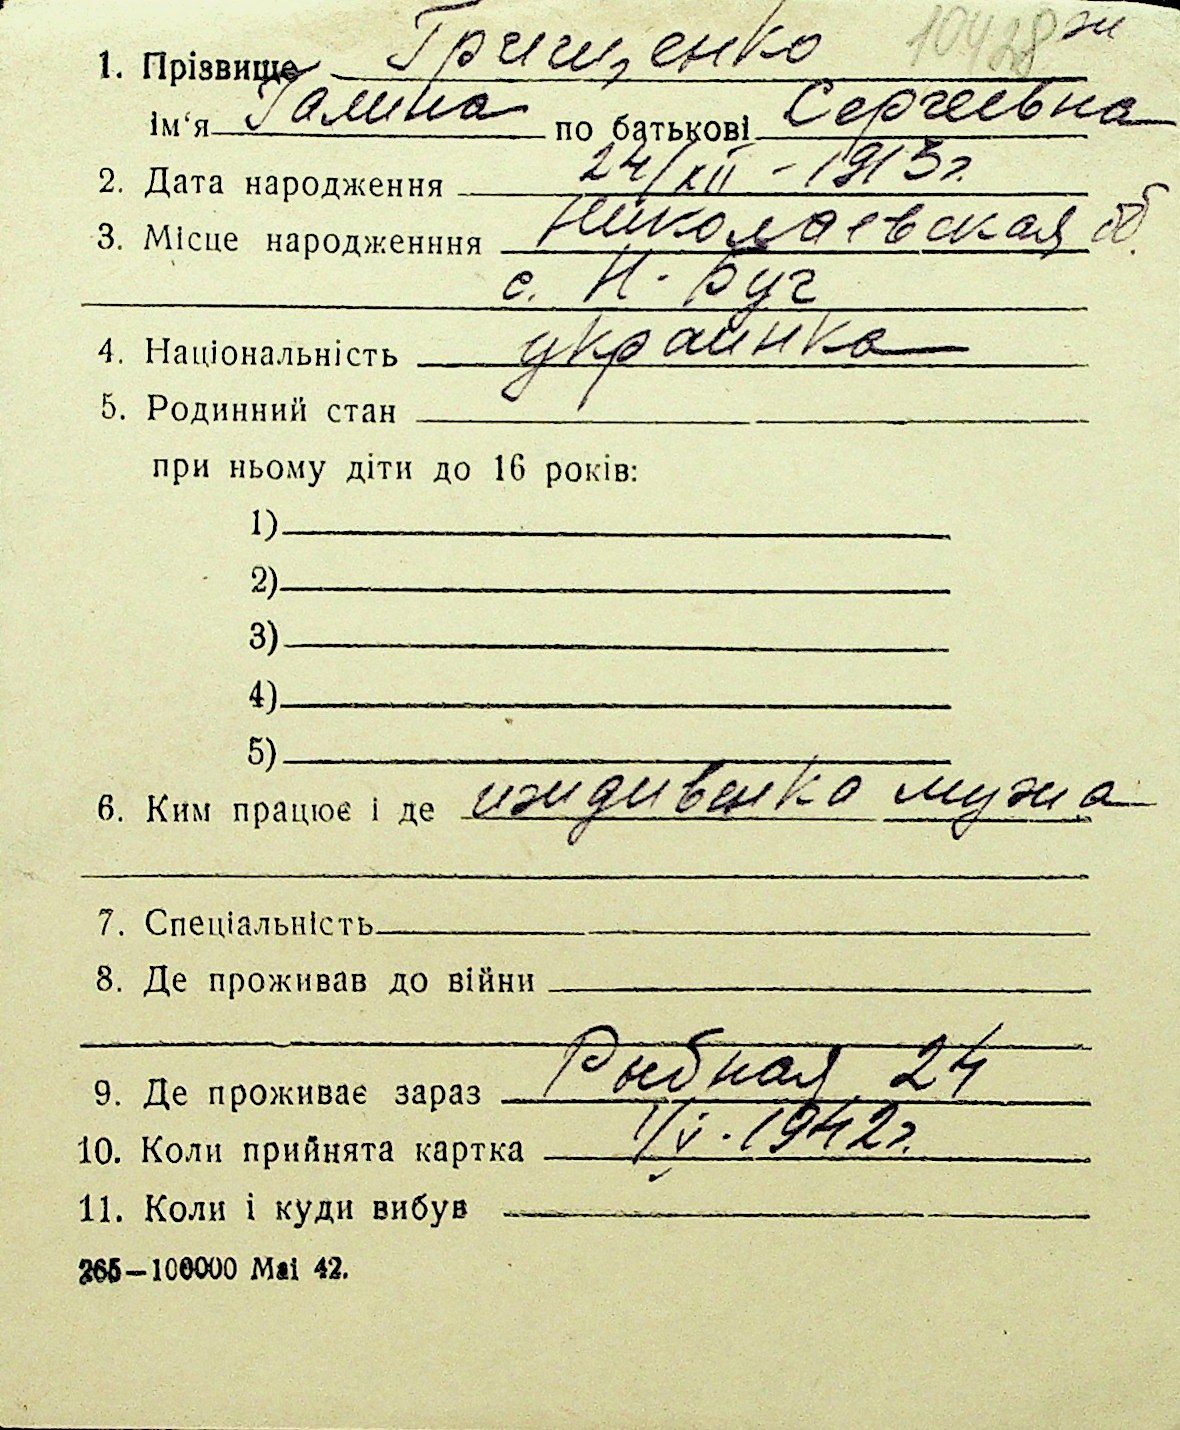 10428 ж
1. Прізвище Грищенко
ім‘я Галина по батькові Сергеевна
2. Дата народження 24/XII - 1913г.
3. Місце народженння Николаевская об.
с. Н-Буг
4. Національність украинка
5. Родинний стан
при ньому діти до 16 років:
1)
2)
3)
4)
5)
6. Ким працює і де иждивенка мужа
7. Спеціальність
8. Де проживав до війни
9. Де проживає зараз Рыбная 24
10. Коли прийнята картка 1/V. 1942г.
11. Коли і куди вибув
265—100000 Маі 42.